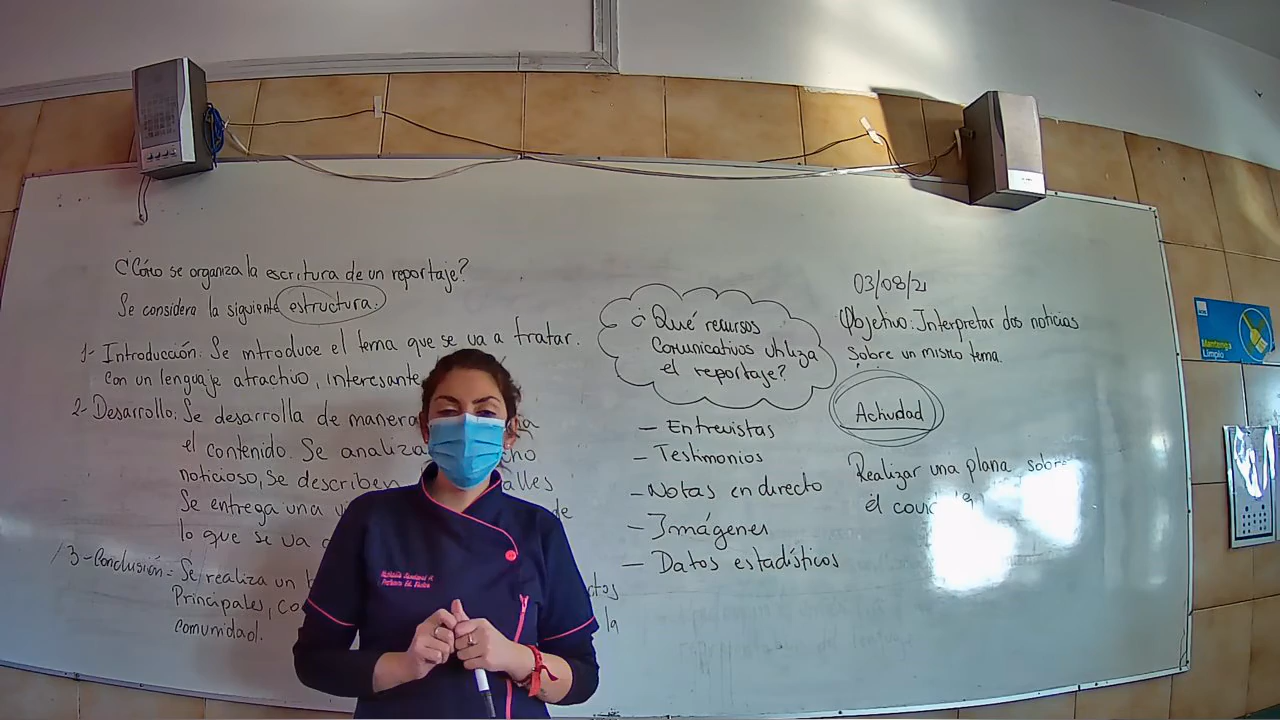 ¿Cómo se organiza la escritura de un reportaje?
Se considera la siguiente estructura.
1- Introducción: Se introduce el tema que se va a tratar.
con un lenguaje atractivo, interesante
2- Desarrollo: Se desarrolla de manera
el contenido. Se analiza
noticioso, Se describen
Se entrega una
lo que se va
3- Conclusión = Se realiza un
Principales, co
comunidad.
¿Qué recursos
comunicativos utiliza
el reportaje?
- Entrevistas
- Testimonios
- Notas en directo
- Imágenes
- Datos estadísticos
03/08/21
Objetivo: Interpretar dos noticias
sobre un mismo tema.
Actividad
Realizar una plana sobre
el covid
Mantenga
Limpio